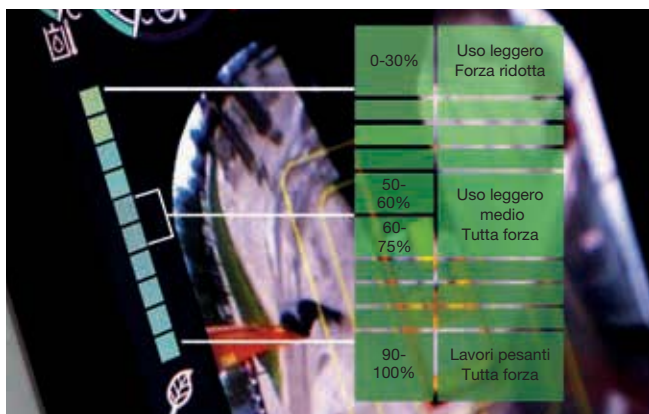 0-30%
Uso leggero
Forza ridotta
50-
60%
Uso leggero
medio
Tutta forza
60-
75%
90-
100%
Lavori pesanti
Tutta forza